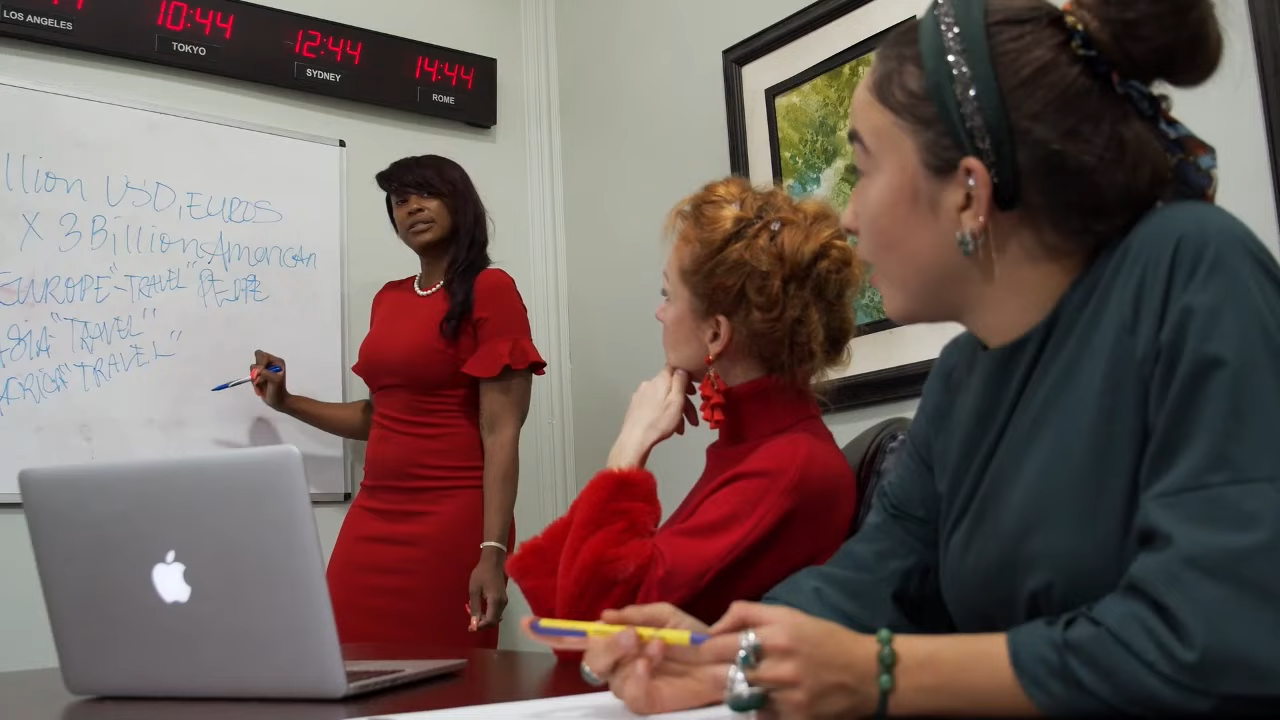 10:44 12:44 14:44
LOS ANGELES TOKYO SYDNEY ROME
llion USD, EUROS
X 3 Billion American
EUROPE "TRAVEL" PEOPLE
"TRAVEL"
"TRAVEL"